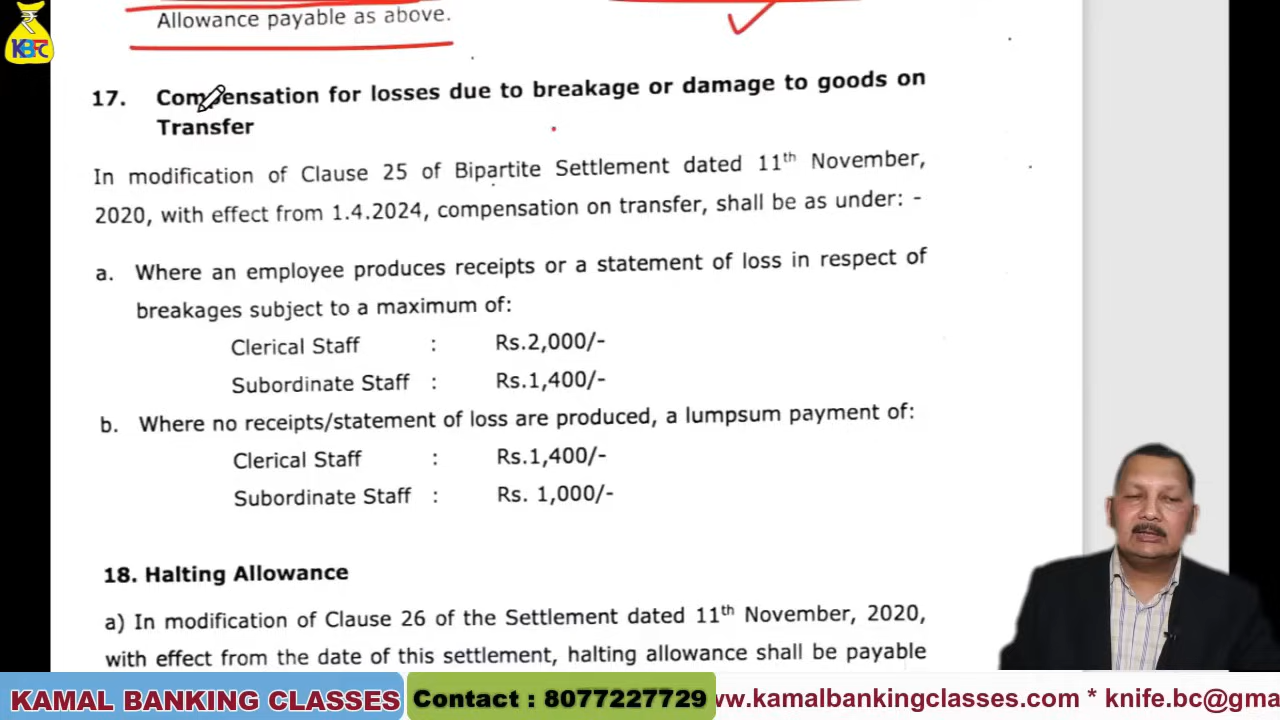 KBFC
Allowance payable as above.
17. Compensation for losses due to breakage or damage to goods on
Transfer
In modification of Clause 25 of Bipartite Settlement dated 11th November,
2020, with effect from 1.4.2024, compensation on transfer, shall be as under: -
a. Where an employee produces receipts or a statement of loss in respect of
breakages subject to a maximum of:
Clerical Staff : Rs.2,000/-
Subordinate Staff : Rs.1,400/-
b. Where no receipts/statement of loss are produced, a lumpsum payment of:
Clerical Staff : Rs.1,400/-
Subordinate Staff : Rs. 1,000/-
18. Halting Allowance
a) In modification of Clause 26 of the Settlement dated 11th November, 2020,
with effect from the date of this settlement, halting allowance shall be payable
KAMAL BANKING CLASSES Contact : 8077227729 vw.kamalbankingclasses.com * knife.bc@gma